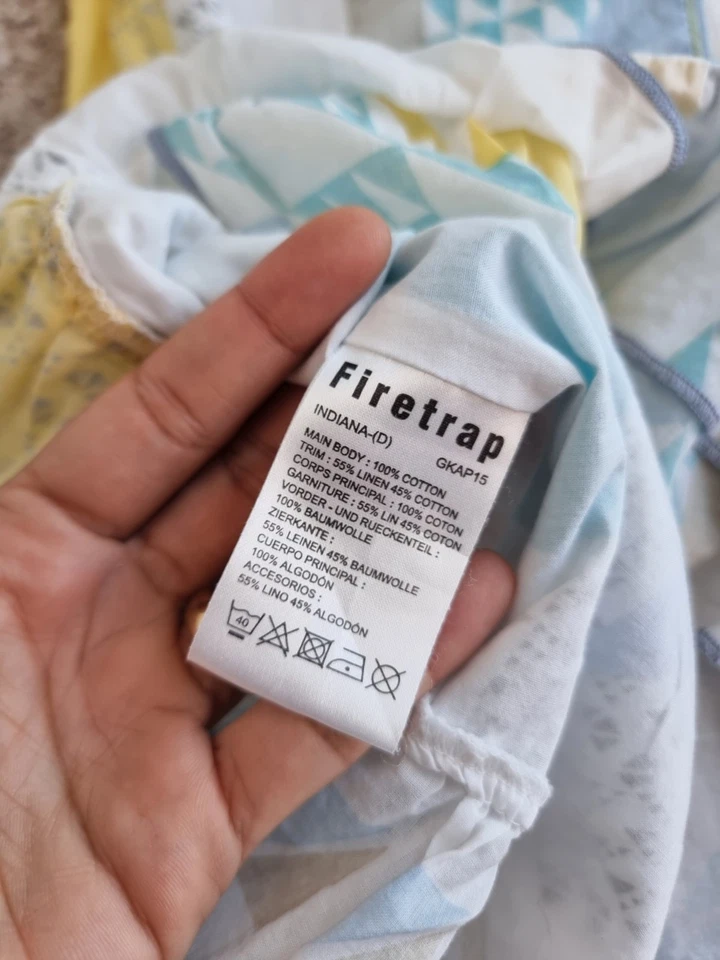 Firetrap
INDIANA-(D) GKAP15
MAIN BODY : 100% COTTON
TRIM : 55% LINEN 45% COTTON
CORPS PRINCIPAL : 100% COTON
GARNITURE : 55% LIN 45% COTON
VORDER - UND RUECKENTEIL :
100% BAUMWOLLE
ZIERKANTE :
55% LEINEN 45% BAUMWOLLE
CUERPO PRINCIPAL :
100% ALGODÓN
ACCESORIOS :
55% LINO 45% ALGODÓN
40